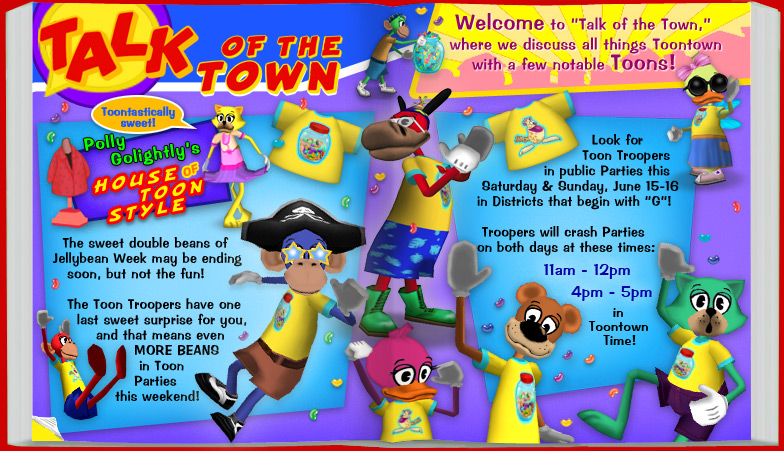 TALK
OF THE
TOWN
Welcome to "Talk of the Town,"
where we discuss all things Toontown
with a few notable Toons!
Toontastically
sweet!
Polly
Golightly's
HOUSE OF
TOON
STYLE
The sweet double beans of
Jellybean Week may be ending
soon, but not the fun!
The Toon Troopers have one
last sweet surprise for you,
and that means even
MORE BEANS
in Toon
Parties
this weekend!
Look for
Toon Troopers
in public Parties this
Saturday & Sunday, June 15-16
in Districts that begin with "G"!
Troopers will crash Parties
on both days at these times:
11am - 12pm
4pm - 5pm
in
Toontown
Time!